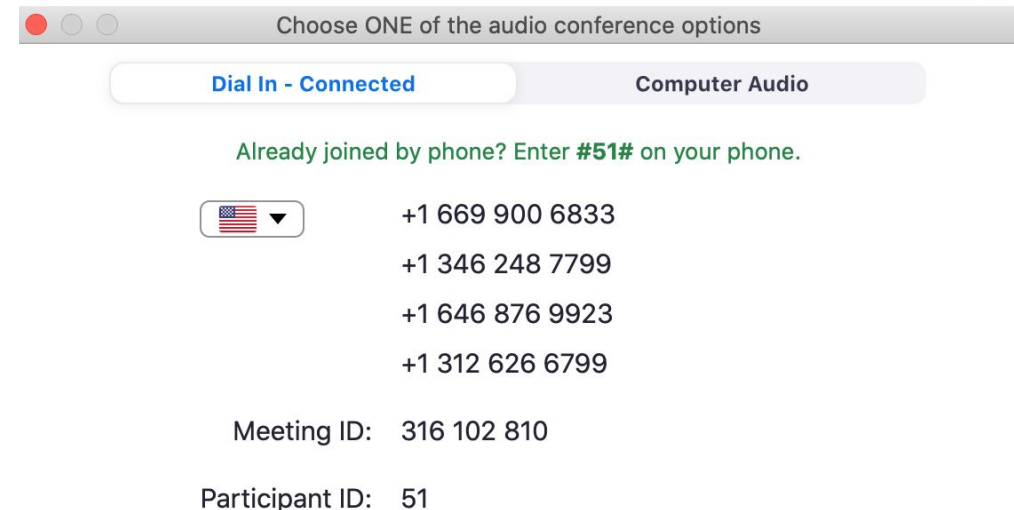 Choose ONE of the audio conference options
Dial In - Connected
Computer Audio
Already joined by phone? Enter #51# on your phone.
+1 669 900 6833
+1 346 248 7799
+1 646 876 9923
+1 312 626 6799
Meeting ID: 316 102 810
Participant ID: 51